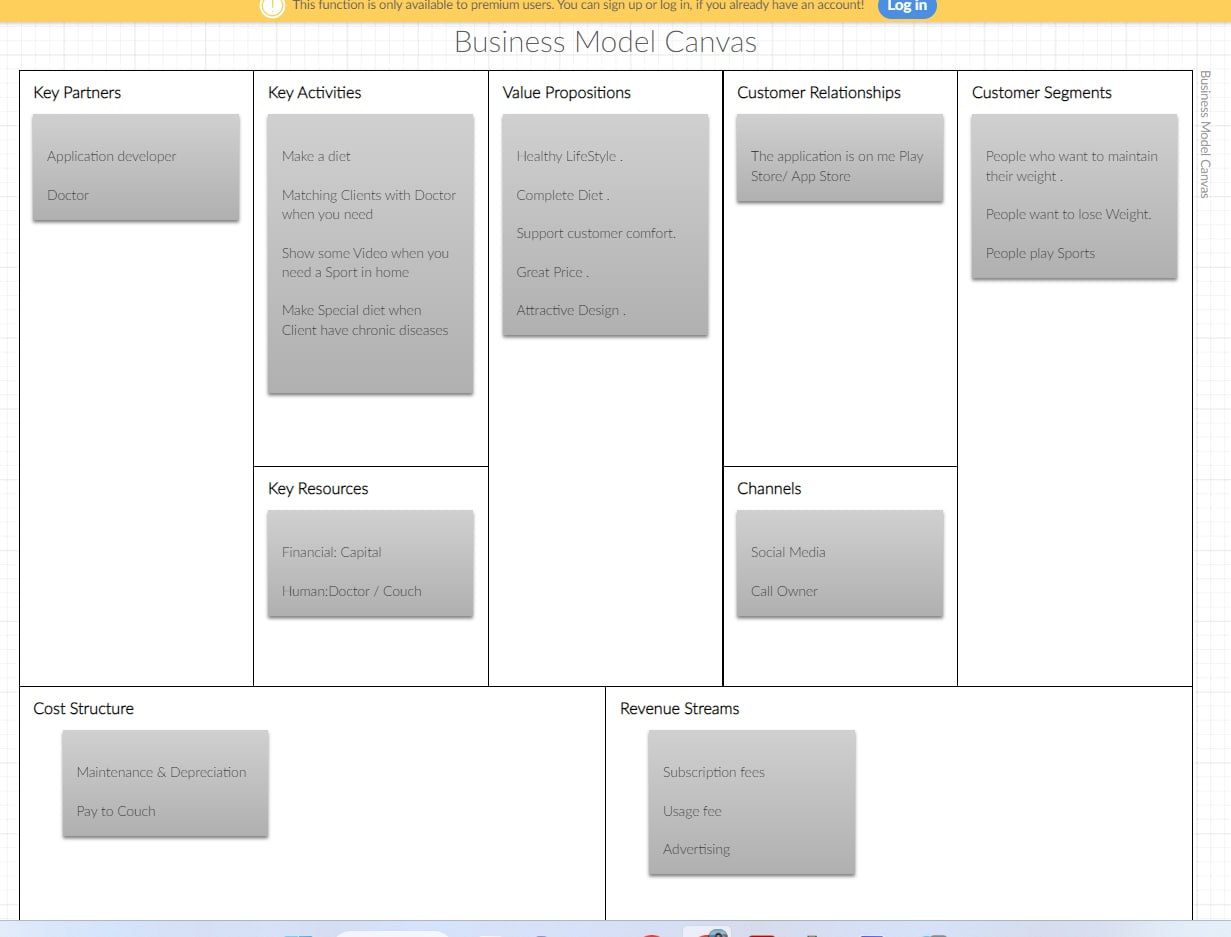 This function is only available to premium users. You can sign up or log in, if you already have an account!
Log in
Business Model Canvas
Key Partners
Application developer
Doctor
Key Activities
Make a diet
Matching Clients with Doctor
when you need
Show some Video when you
need a Sport in home
Make Special diet when
Client have chronic diseases
Key Resources
Financial: Capital
Human:Doctor / Couch
Value Propositions
Healthy LifeStyle .
Complete Diet .
Support customer comfort.
Great Price .
Attractive Design .
Customer Relationships
The application is on me Play
Store/ App Store
Channels
Social Media
Call Owner
Customer Segments
People who want to maintain
their weight .
People want to lose Weight.
People play Sports
Business Model Canvas
Cost Structure
Maintenance & Depreciation
Pay to Couch
Revenue Streams
Subscription fees
Usage fee
Advertising